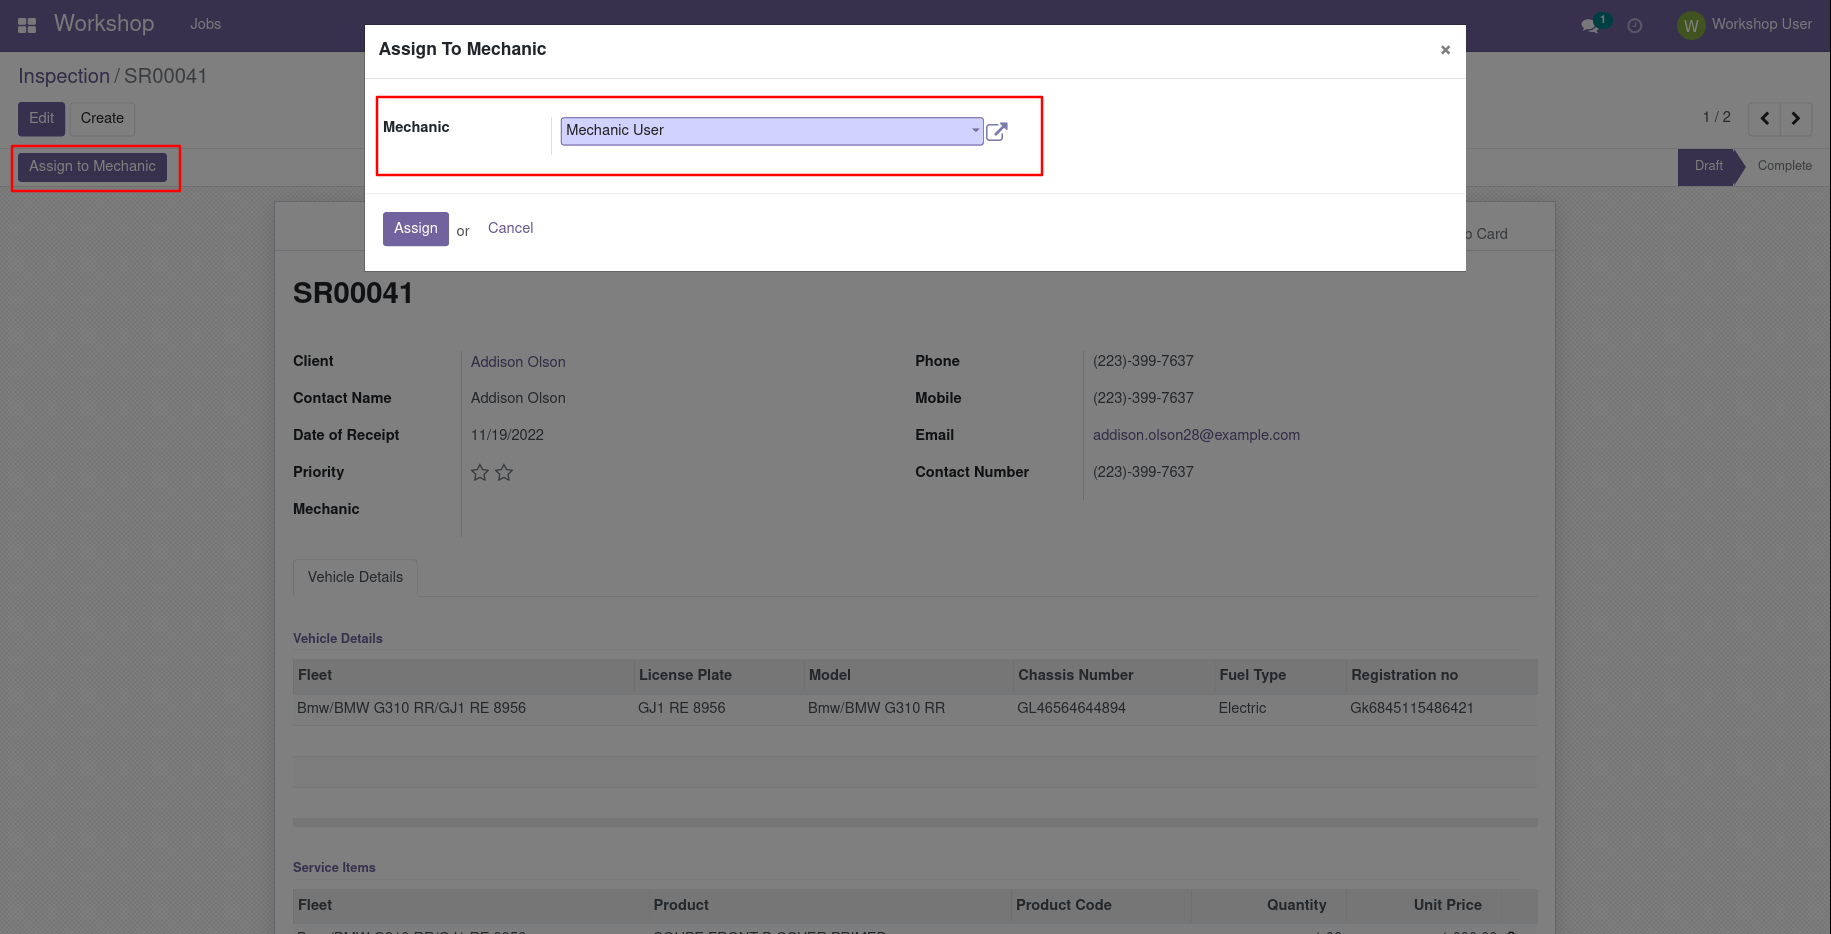 Workshop Jobs 1 W Workshop User
Assign To Mechanic ×
Inspection / SR00041
Edit Create 1 / 2
Mechanic Mechanic User
Assign to Mechanic Draft Complete
Assign or Cancel
Card
SR00041
Client Addison Olson Phone (223)-399-7637
Contact Name Addison Olson Mobile (223)-399-7637
Date of Receipt 11/19/2022 Email addison.olson28@example.com
Priority Contact Number (223)-399-7637
Mechanic
Vehicle Details
Vehicle Details
Fleet License Plate Model Chassis Number Fuel Type Registration no
Bmw/BMW G310 RR/GJ1 RE 8956 GJ1 RE 8956 Bmw/BMW G310 RR GL46564644894 Electric Gk6845115486421
Service Items
Fleet Product Product Code Quantity Unit Price